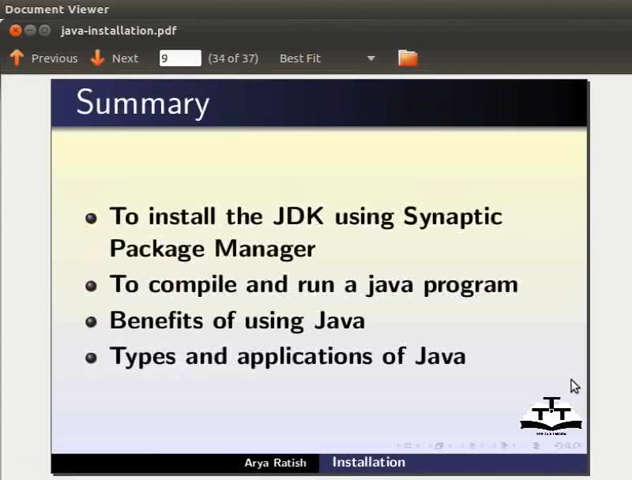 Document Viewer
java-installation.pdf
Previous Next 9 (34 of 37) Best Fit
Summary
To install the JDK using Synaptic
Package Manager
To compile and run a java program
Benefits of using Java
Types and applications of Java
TTT
Arya Ratish Installation